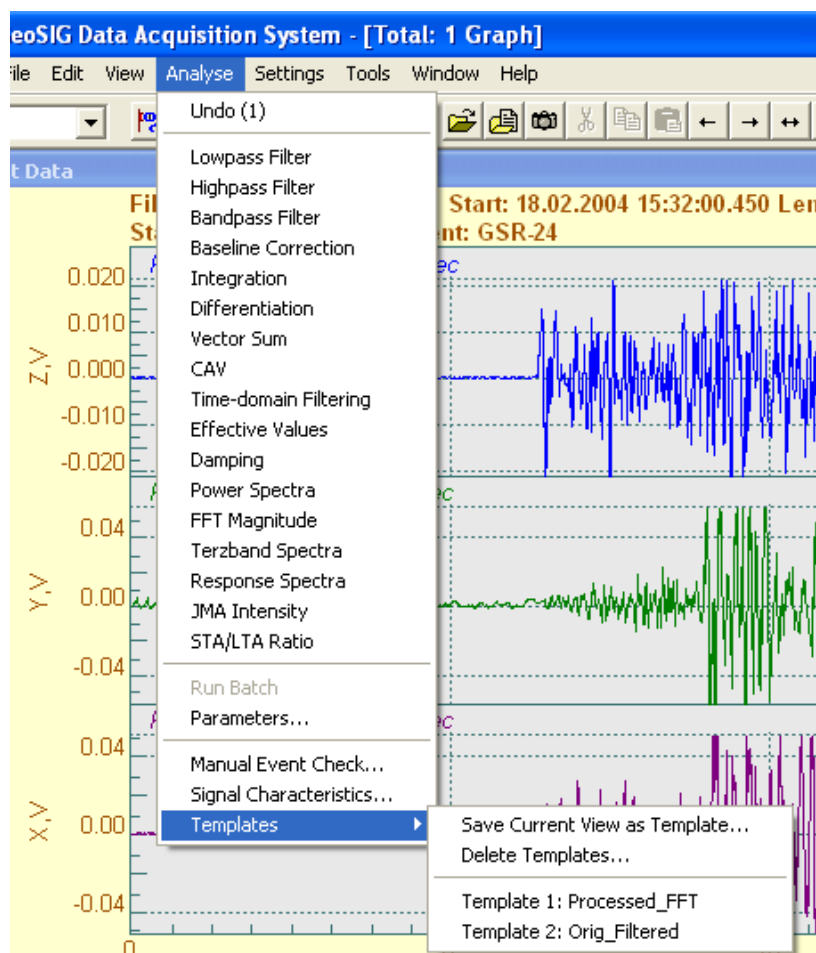 eoSIG Data Acquisition System - [Total: 1 Graph]
File Edit View Analyse Settings Tools Window Help
Undo (1)
t Data
Lowpass Filter
Highpass Filter
Start: 18.02.2004 15:32:00.450 Len
Bandpass Filter
ent: GSR-24
Baseline Correction
ec
0.020
Integration
Differentiation
0.010
Vector Sum
Z,V
0.000
CAV
Time-domain Filtering
-0.010
Effective Values
-0.020
Damping
Power Spectra
FFT Magnitude
0.04
Terzband Spectra
Response Spectra
Y,V
0.00
JMA Intensity
STA/LTA Ratio
-0.04
Run Batch
Parameters...
0.04
Manual Event Check...
Signal Characteristics...
X,V
0.00
Templates
Save Current View as Template...
Delete Templates...
-0.04
Template 1: Processed_FFT
Template 2: Orig_Filtered
0